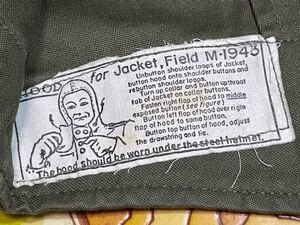 HOOD for Jacket, Field M-1943
Unbutton shoulder loops of Jacket,
button hood onto shoulder buttons and
rebutton shoulder loops.
Turn up collar and button up throat
top of Jacket on collar buttons.
Fasten right flap of hood to middle
exposed button (see figure)
Button left flap of hood over right
flap of hood to same button.
Button top button of hood, adjust
the drawstring and tie.
The hood should be worn under the steel helmet.